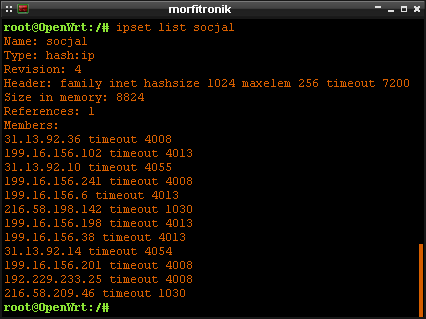 morfitronik
root@OpenWrt:/# ipset list socjal
Name: socjal
Type: hash:ip
Revision: 4
Header: family inet hashsize 1024 maxelem 256 timeout 7200
Size in memory: 8824
References: 1
Members:
31.13.92.36 timeout 4008
199.16.156.102 timeout 4013
31.13.92.10 timeout 4055
199.16.156.241 timeout 4008
199.16.156.6 timeout 4013
216.58.198.142 timeout 1030
199.16.156.198 timeout 4013
199.16.156.38 timeout 4013
31.13.92.14 timeout 4054
199.16.156.201 timeout 4008
192.229.233.25 timeout 4008
216.58.209.46 timeout 1030
root@OpenWrt:/#